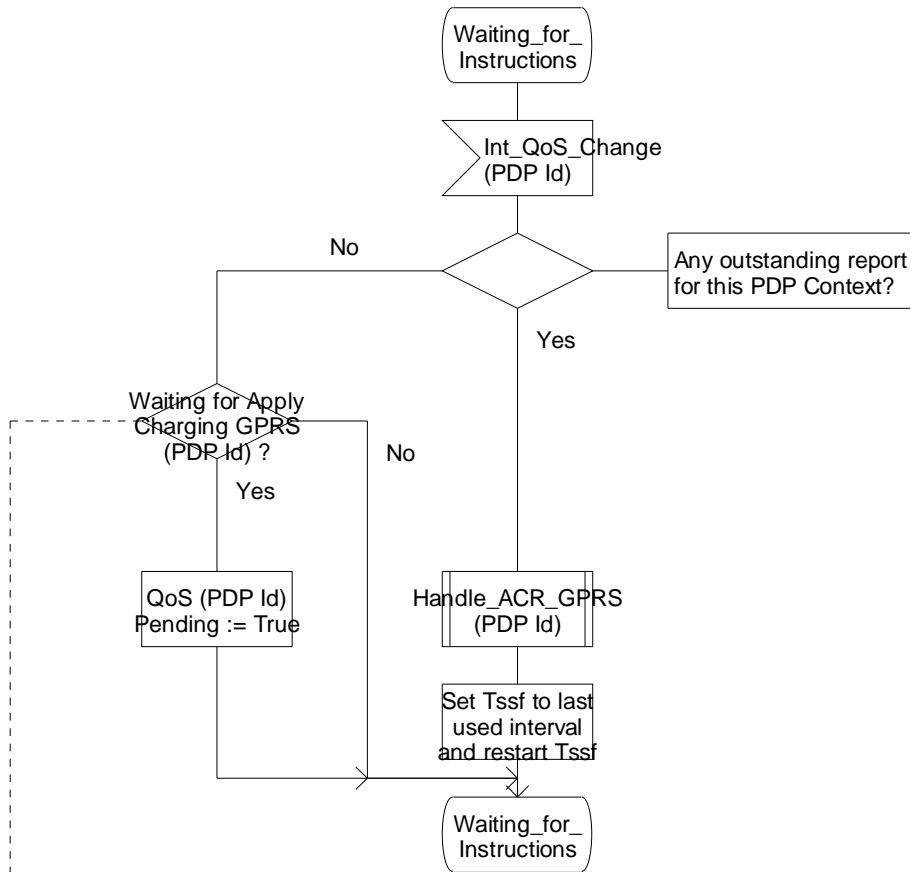 Waiting_for_
Instructions
Int_QoS_Change
(PDP Id)
No
Any outstanding report
for this PDP Context?
Yes
Waiting for Apply
Charging GPRS
(PDP Id) ?
No
Yes
QoS (PDP Id)
Pending := True
Handle_ACR_GPRS
(PDP Id)
Set Tssf to last
used interval
and restart Tssf
Waiting_for_
Instructions